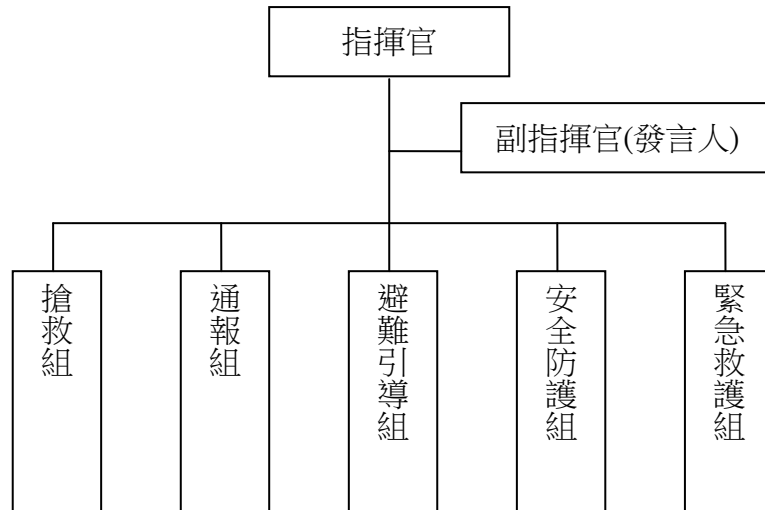 指揮官
副指揮官(發言人)
搶救組
通報組
避難引導組
安全防護組
緊急救護組